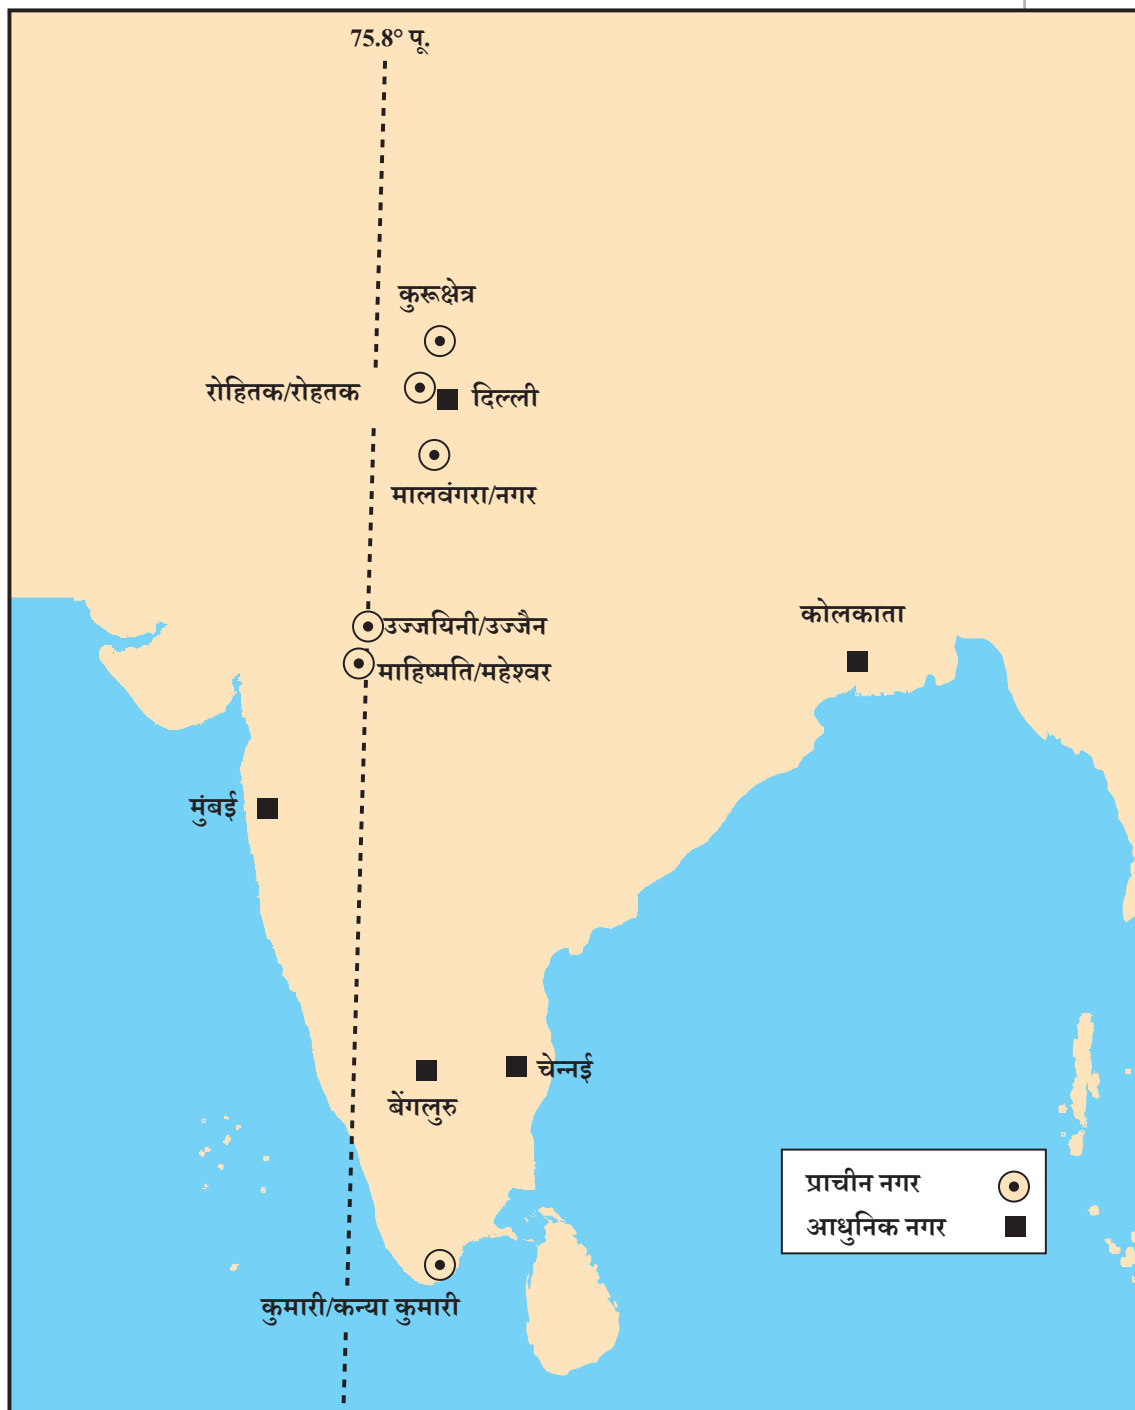 75.8° पू.
कुरूक्षेत्र
रोहितक/रोहतक
दिल्ली
मालवंगरा/नगर
उज्जयिनी/उज्जैन
माहिष्मति/महेश्वर
कोलकाता
मुंबई
चेन्नई
बेंगलुरु
प्राचीन नगर
आधुनिक नगर
कुमारी/कन्या कुमारी